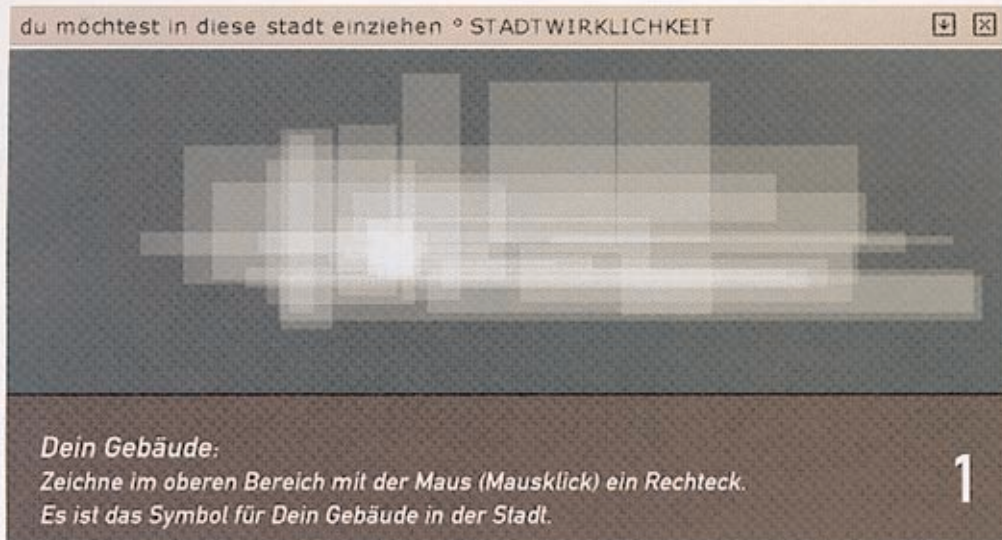 du möchtest in diese stadt einziehen ° STADTWIRKLICHKEIT
Dein Gebäude:
Zeichne im oberen Bereich mit der Maus (Mausklick) ein Rechteck.
1
Es ist das Symbol für Dein Gebäude in der Stadt.